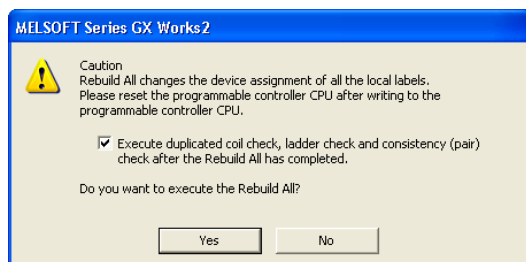 MELSOFT Series GX Works2
Caution
Rebuild All changes the device assignment of all the local labels.
Please reset the programmable controller CPU after writing to the
programmable controller CPU.
Execute duplicated coil check, ladder check and consistency (pair)
check after the Rebuild All has completed.
Do you want to execute the Rebuild All?
Yes No